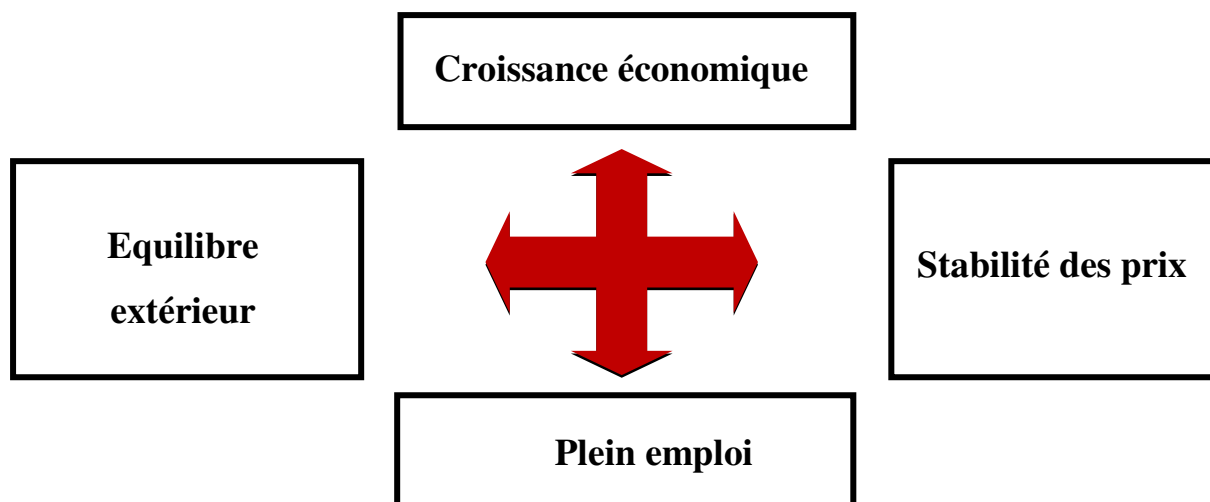 Croissance économique
Equilibre
extérieur
Stabilité des prix
Plein emploi